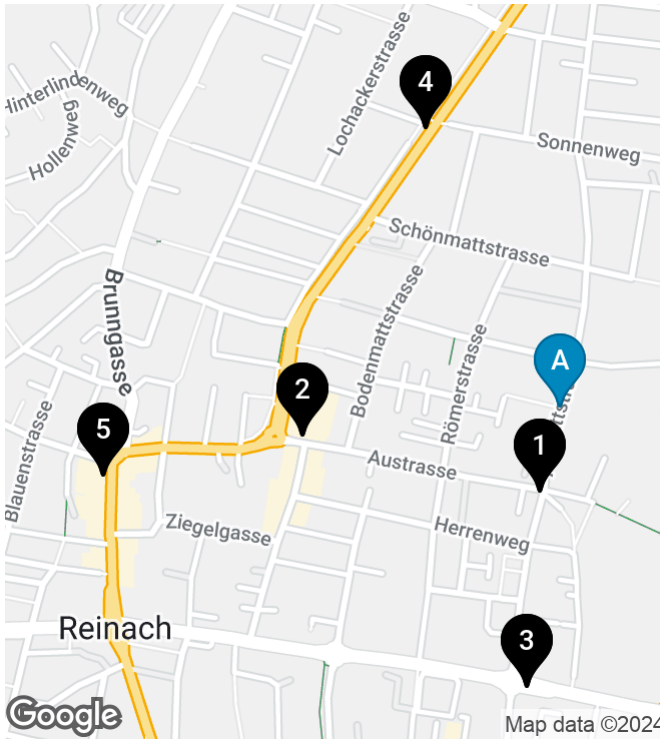 4
Lochackerstrasse
Hinterlindenweg
Hollenweg
Sonnenweg
Schönmattstrasse
Brunngasse
Bodenmattstrasse
Römerstrasse
A
2
5
1
Blauenstrasse
Austrasse
Ziegelgasse
Herrenweg
Reinach
3
Google
Map data ©2024